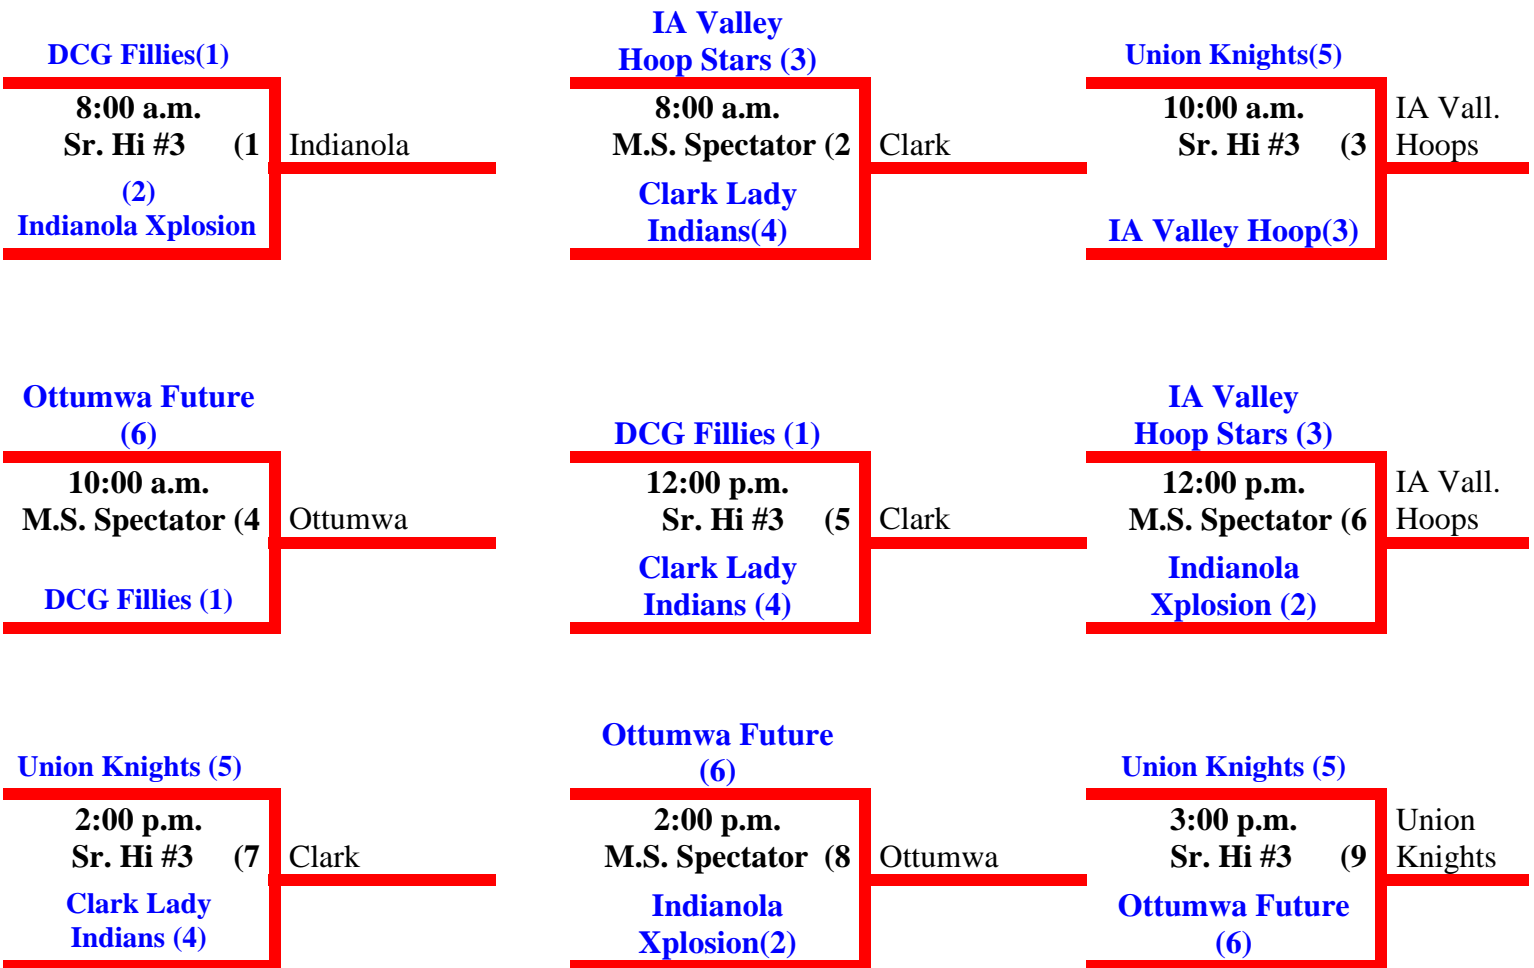 DCG Fillies(1)
8:00 a.m.
Sr. Hi #3 (1
Indianola
(2)
Indianola Xplosion
IA Valley
Hoop Stars (3)
8:00 a.m.
M.S. Spectator (2
Clark
Clark Lady
Indians(4)
Union Knights(5)
10:00 a.m.
Sr. Hi #3 (3
IA Vall.
Hoops
IA Valley Hoop(3)
Ottumwa Future
(6)
10:00 a.m.
M.S. Spectator (4
Ottumwa
DCG Fillies (1)
DCG Fillies (1)
12:00 p.m.
Sr. Hi #3 (5
Clark
Clark Lady
Indians (4)
IA Valley
Hoop Stars (3)
12:00 p.m.
M.S. Spectator (6
IA Vall.
Hoops
Indianola
Xplosion (2)
Union Knights (5)
2:00 p.m.
Sr. Hi #3 (7
Clark
Clark Lady
Indians (4)
Ottumwa Future
(6)
2:00 p.m.
M.S. Spectator (8
Ottumwa
Indianola
Xplosion(2)
Union Knights (5)
3:00 p.m.
Sr. Hi #3 (9
Union
Knights
Ottumwa Future
(6)